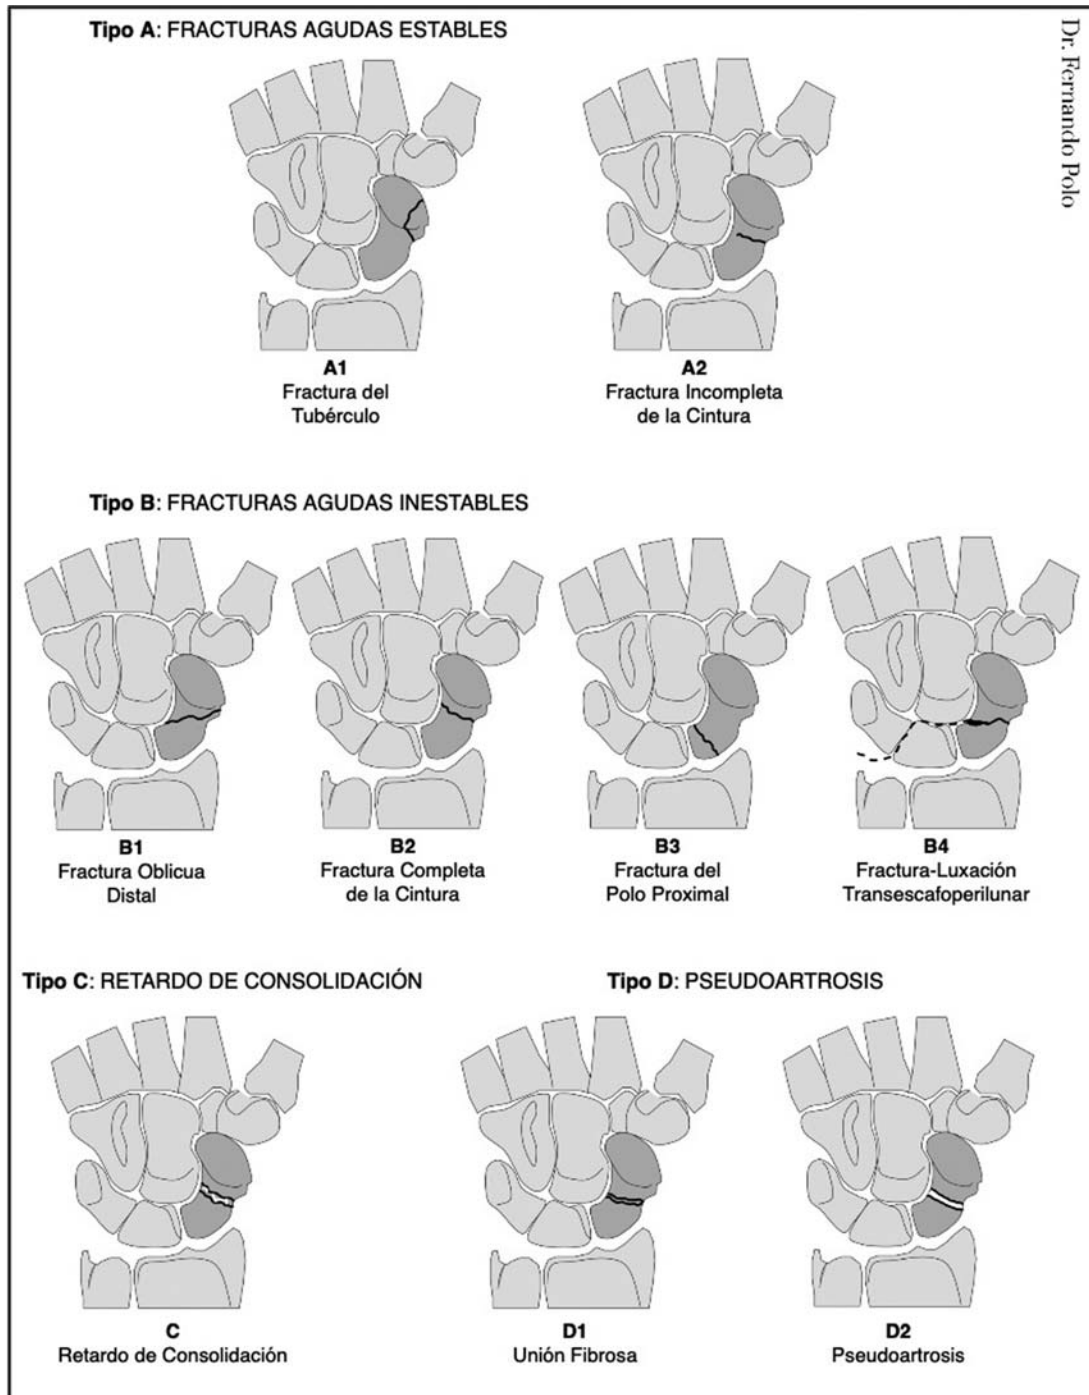 Dr. Fernando Polo
Tipo A: FRACTURAS AGUDAS ESTABLES
A1
Fractura del
Tubérculo
A2
Fractura Incompleta
de la Cintura
Tipo B: FRACTURAS AGUDAS INESTABLES
B1
Fractura Oblicua
Distal
B2
Fractura Completa
de la Cintura
B3
Fractura del
Polo Proximal
B4
Fractura-Luxación
Transescafoperilunar
Tipo C: RETARDO DE CONSOLIDACIÓN
C
Retardo de Consolidación
Tipo D: PSEUDOARTROSIS
D1
Unión Fibrosa
D2
Pseudoartrosis